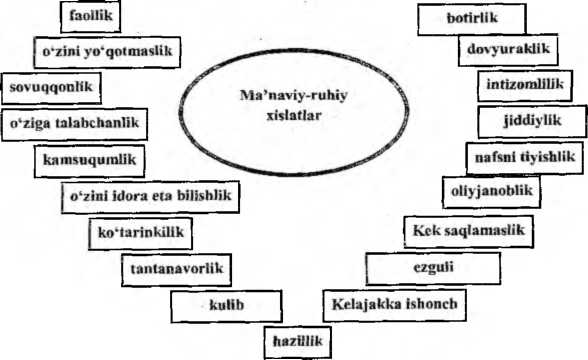 faollik
o‘zini yo‘qotmaslik
sovuqqonlik
o‘ziga talabchanlik
kamsuqumlik
o‘zini idora eta bilishlik
ko‘tarinkilik
tantanavorlik
kulib
hazillik
Ma’naviy-ruhiy
xislatlar
botirlik
dovyuraklik
intizomlilik
jiddiylik
nafsni tiyishlik
oliyjanoblik
Kek saqlamaslik
ezguli
Kelajakka ishonch